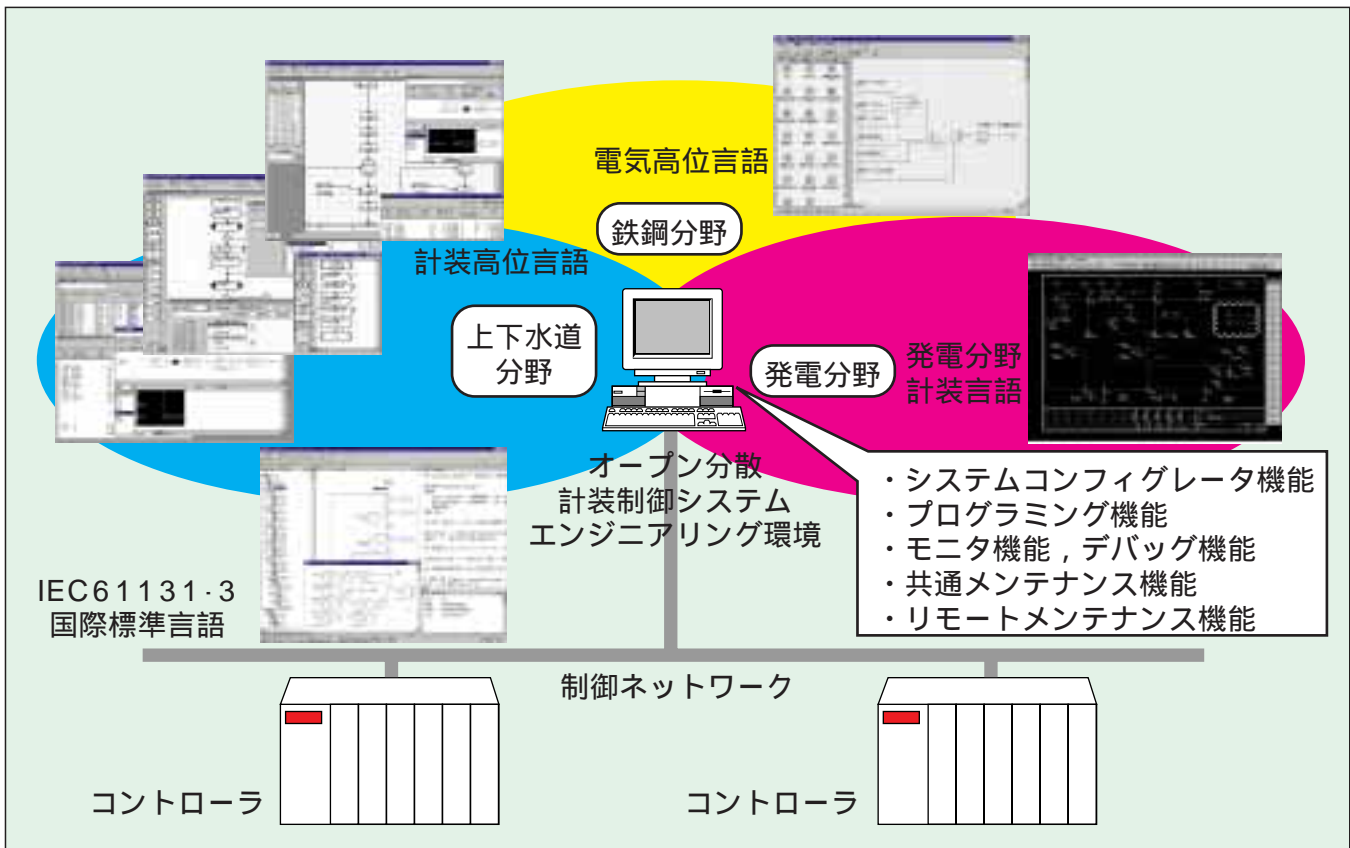 電気高位言語
鉄鋼分野
計装高位言語
上下水道
分野
発電分野
発電分野
計装言語
オープン分散
計装制御システム
エンジニアリング環境
・システムコンフィグレータ機能
・プログラミング機能
・モニタ機能，デバッグ機能
・共通メンテナンス機能
・リモートメンテナンス機能
IEC61131-3
国際標準言語
制御ネットワーク
コントローラ
コントローラ